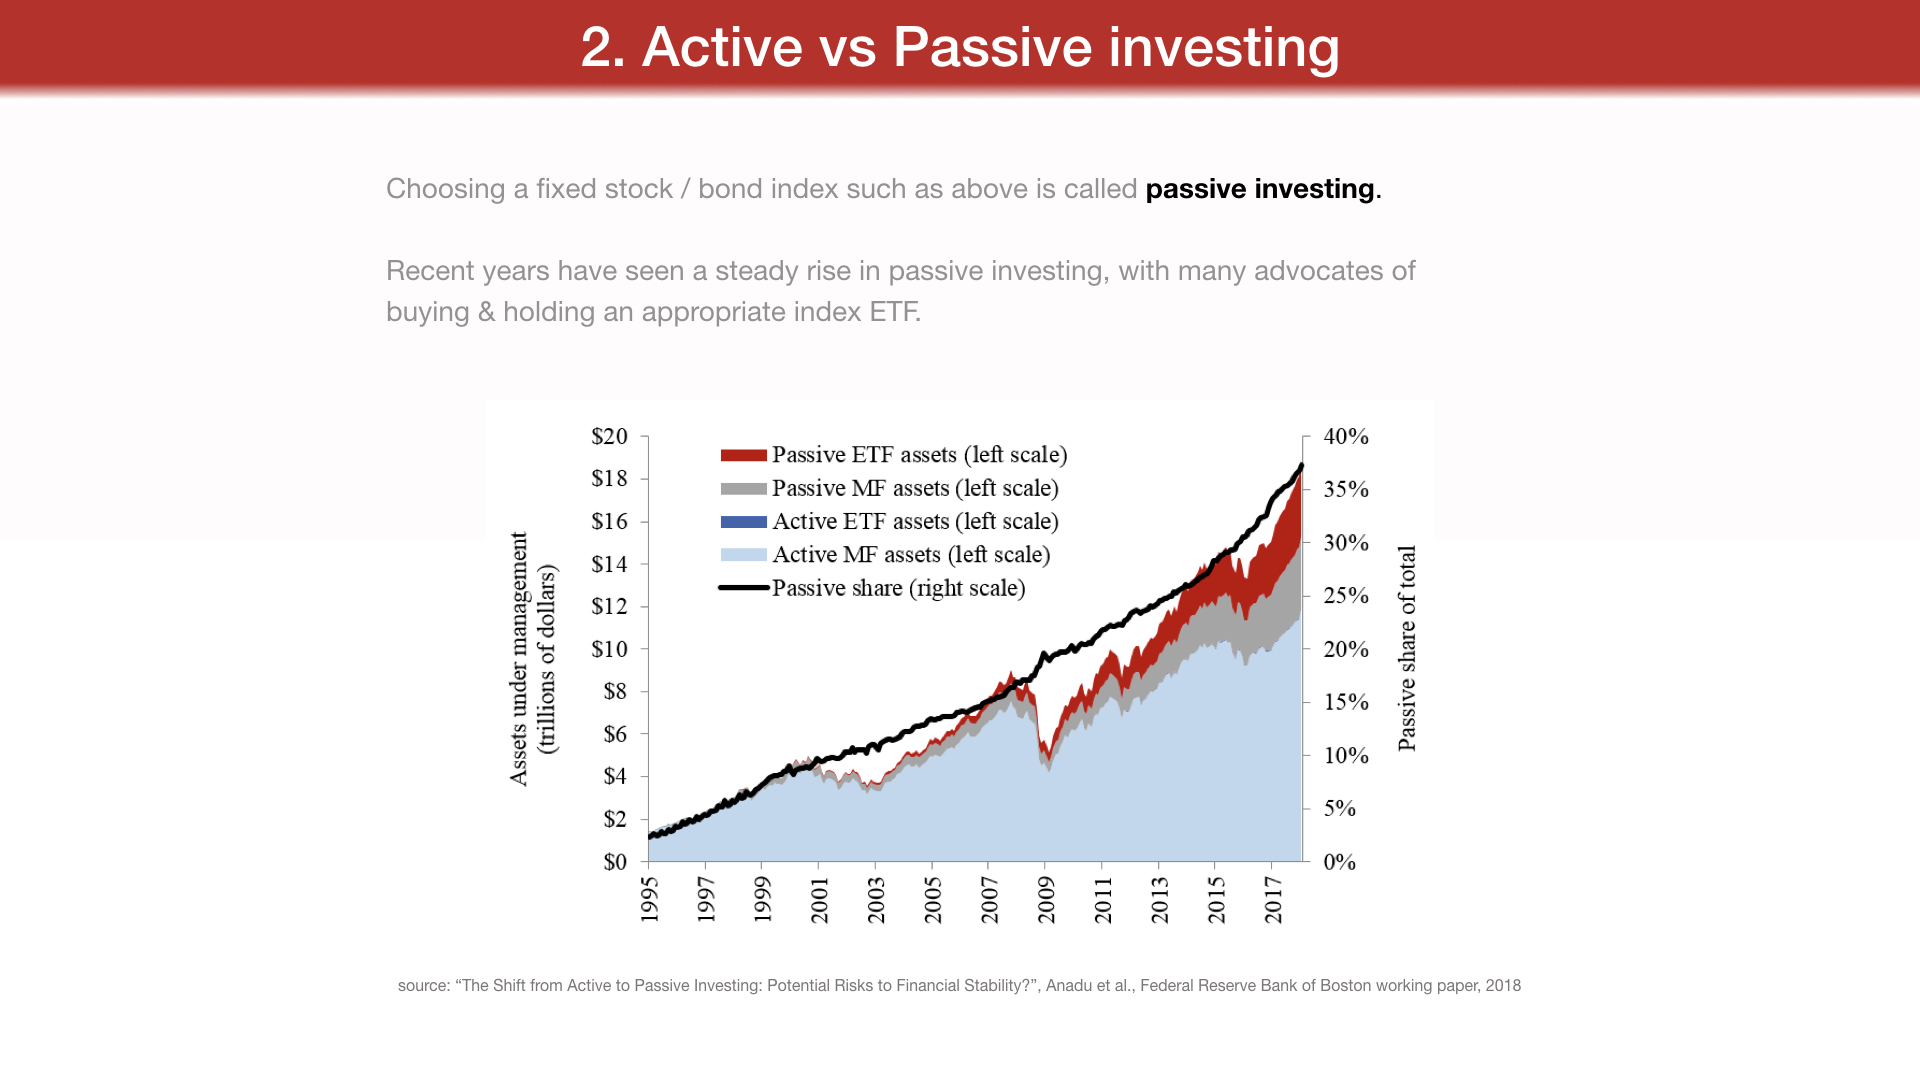 2. Active vs Passive investing
Choosing a fixed stock / bond index such as above is called passive investing.
Recent years have seen a steady rise in passive investing, with many advocates of
buying & holding an appropriate index ETF.
Assets under management
(trillions of dollars)
$20
$18
$16
$14
$12
$10
$8
$6
$4
$2
$0
Passive ETF assets (left scale)
Passive MF assets (left scale)
Active ETF assets (left scale)
Active MF assets (left scale)
Passive share (right scale)
40%
35%
30%
25%
20%
15%
10%
5%
0%
Passive share of total
1995
1997
1999
2001
2003
2005
2007
2009
2011
2013
2015
2017
source: “The Shift from Active to Passive Investing: Potential Risks to Financial Stability?”, Anadu et al., Federal Reserve Bank of Boston working paper, 2018